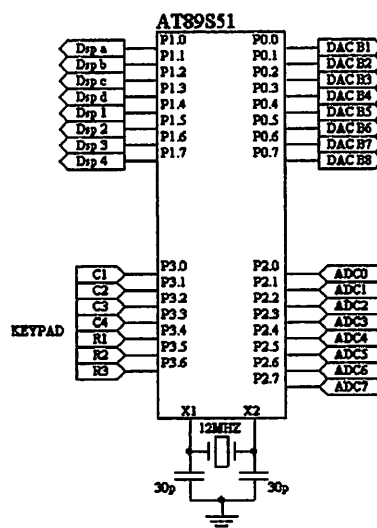 AT89S51
Dsp a P1.0 P0.0 DAC B1
Dsp b P1.1 P0.1 DAC B2
Dsp c P1.2 P0.2 DAC B3
Dsp d P1.3 P0.3 DAC B4
Dsp 1 P1.4 P0.4 DAC B5
Dsp 2 P1.5 P0.5 DAC B6
Dsp 3 P1.6 P0.6 DAC B7
Dsp 4 P1.7 P0.7 DAC B8
C1 P3.0 P2.0 ADC0
C2 P3.1 P2.1 ADC1
C3 P3.2 P2.2 ADC2
C4 P3.3 P2.3 ADC3
KEYPAD R1 P3.4 P2.4 ADC4
R2 P3.5 P2.5 ADC5
R3 P3.6 P2.6 ADC6
P2.7 ADC7
X1 X2
12MHZ
30p 30p